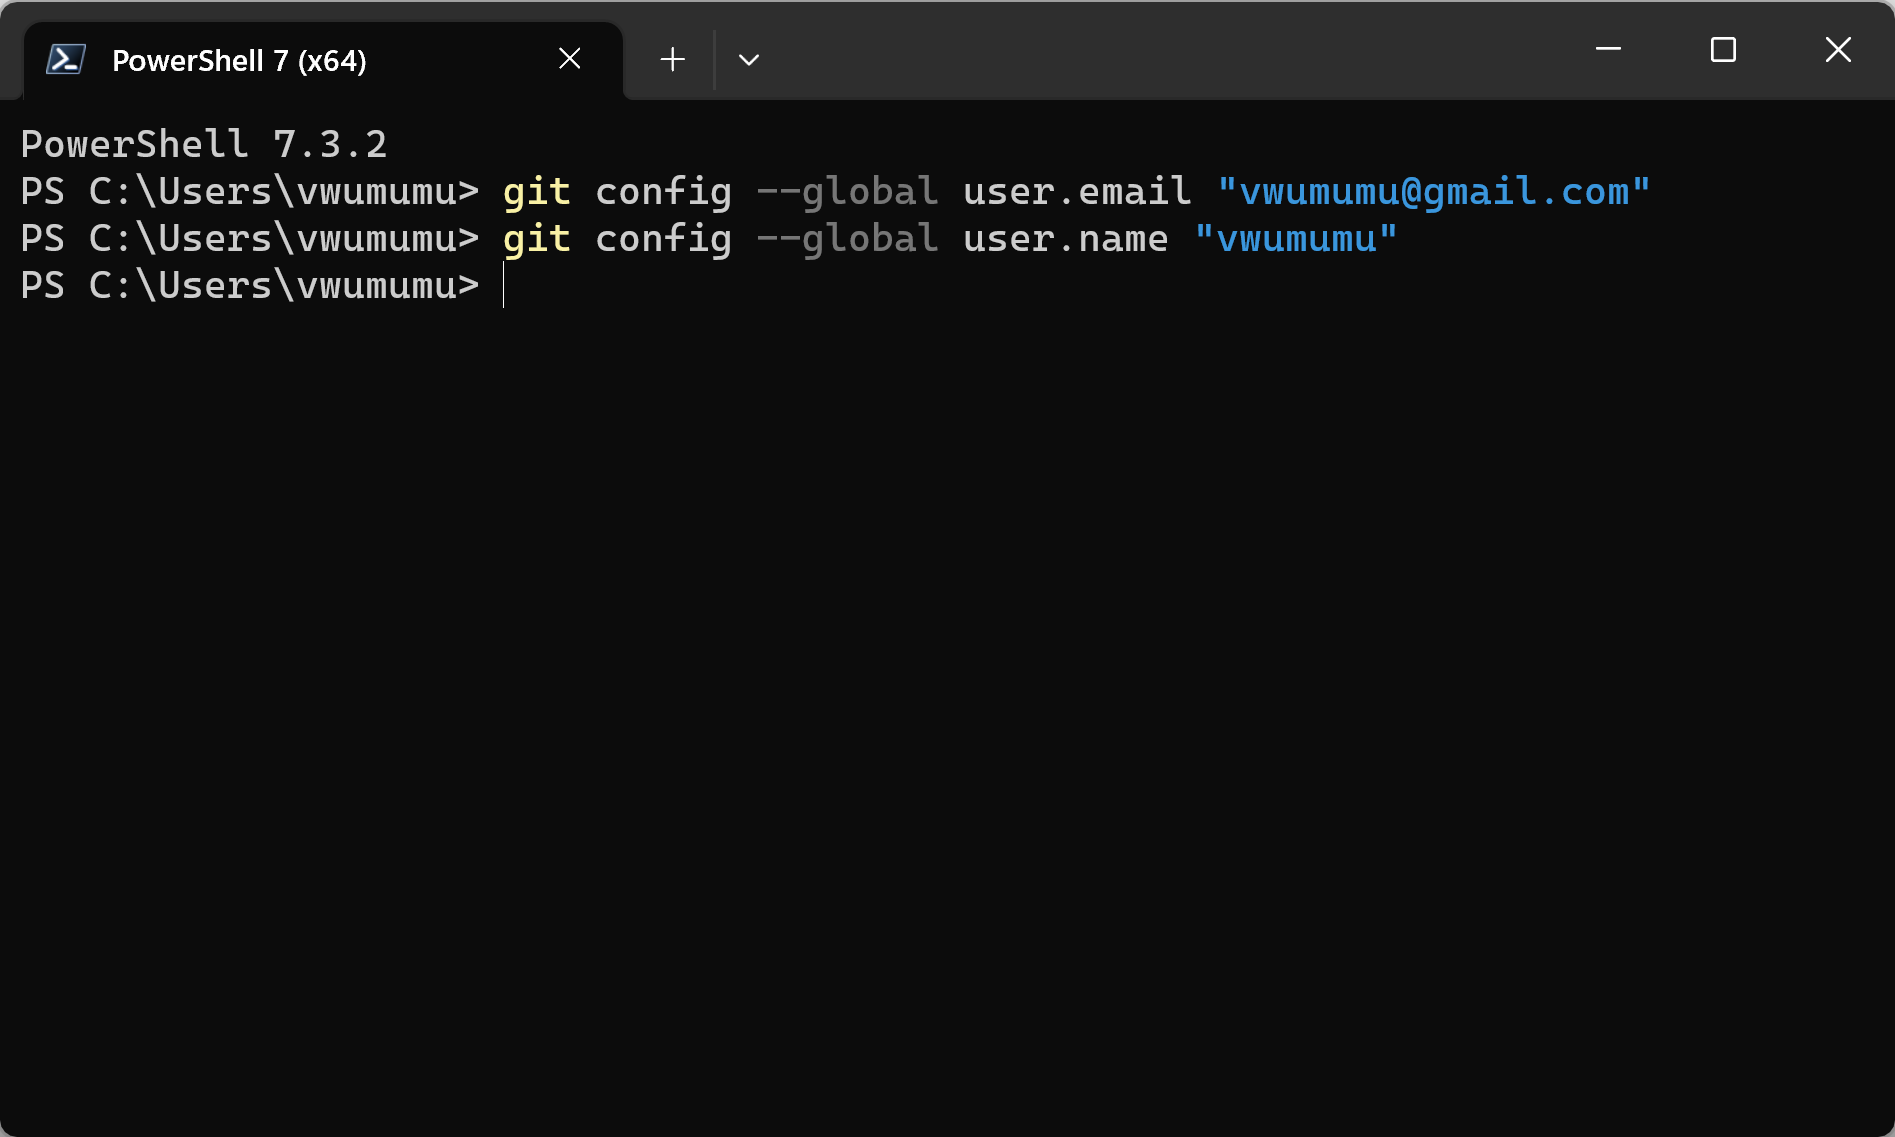 PowerShell 7 (x64)
PowerShell 7.3.2
PS C:\Users\vwumumu> git config --global user.email "vwumumu@gmail.com"
PS C:\Users\vwumumu> git config --global user.name "vwumumu"
PS C:\Users\vwumumu>